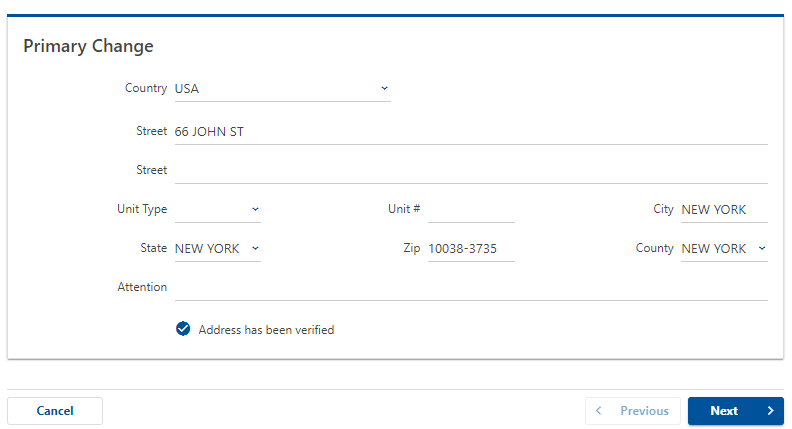 Primary Change
Country USA
Street 66 JOHN ST
Street
Unit Type Unit # City NEW YORK
State NEW YORK Zip 10038-3735 County NEW YORK
Attention
Address has been verified
Cancel Previous Next